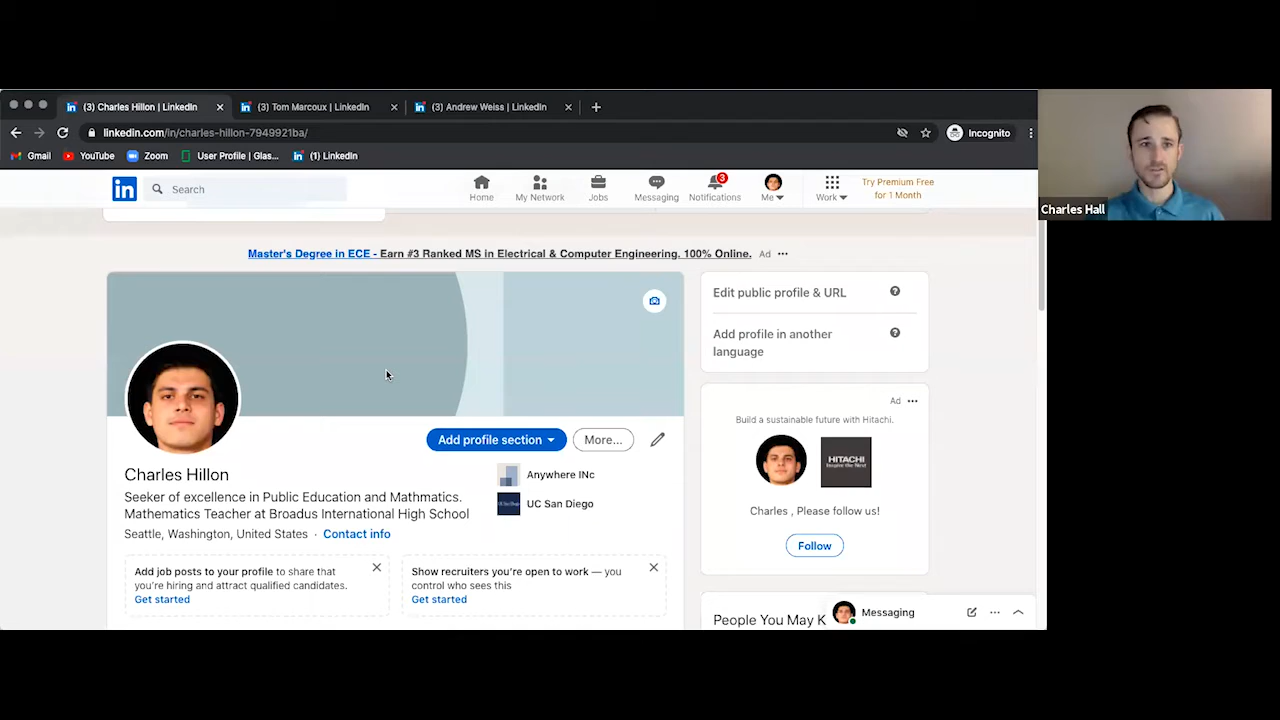 (3) Charles Hillon | LinkedIn
(3) Tom Marcoux | LinkedIn
(3) Andrew Weiss | LinkedIn
linkedin.com/in/charles-hillon-7949921ba/
Incognito
Gmail
YouTube
Zoom
User Profile | Glas...
(1) LinkedIn
in
Search
Home
My Network
Jobs
Messaging
3
Notifications
Me
Work
Try Premium Free
for 1 Month
Charles Hall
Master's Degree in ECE - Earn #3 Ranked MS in Electrical & Computer Engineering. 100% Online.
Ad
Edit public profile & URL
Add profile in another
language
Add profile section
More...
Charles Hillon
Seeker of excellence in Public Education and Mathmatics.
Mathematics Teacher at Broadus International High School
Seattle, Washington, United States · Contact info
Anywhere INc
UC San Diego
Ad
Build a sustainable future with Hitachi.
HITACHI
Inspire the Next
Charles , Please follow us!
Follow
Add job posts to your profile to share that
you're hiring and attract qualified candidates.
Get started
Show recruiters you're open to work — you
control who sees this
Get started
People You May K
Messaging